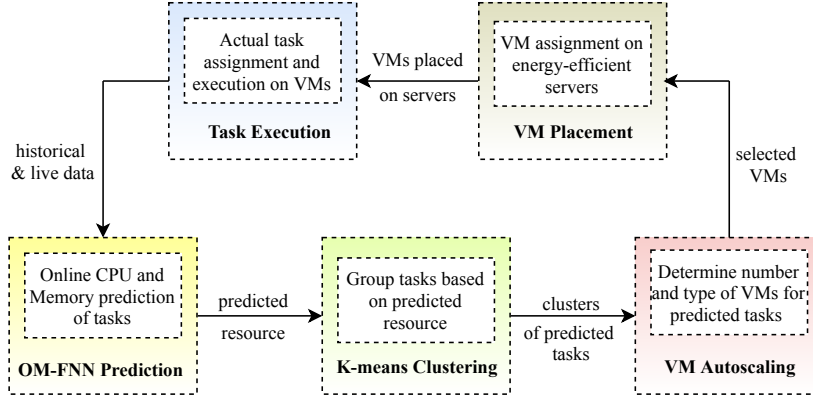 Actual task
assignment and
execution on VMs
Task Execution
VMs placed
on servers
VM assignment on
energy-efficient
servers
VM Placement
historical
& live data
selected
VMs
Online CPU and
Memory prediction
of tasks
OM-FNN Prediction
predicted
resource
Group tasks based
on predicted
resource
K-means Clustering
clusters
of predicted
tasks
Determine number
and type of VMs for
predicted tasks
VM Autoscaling